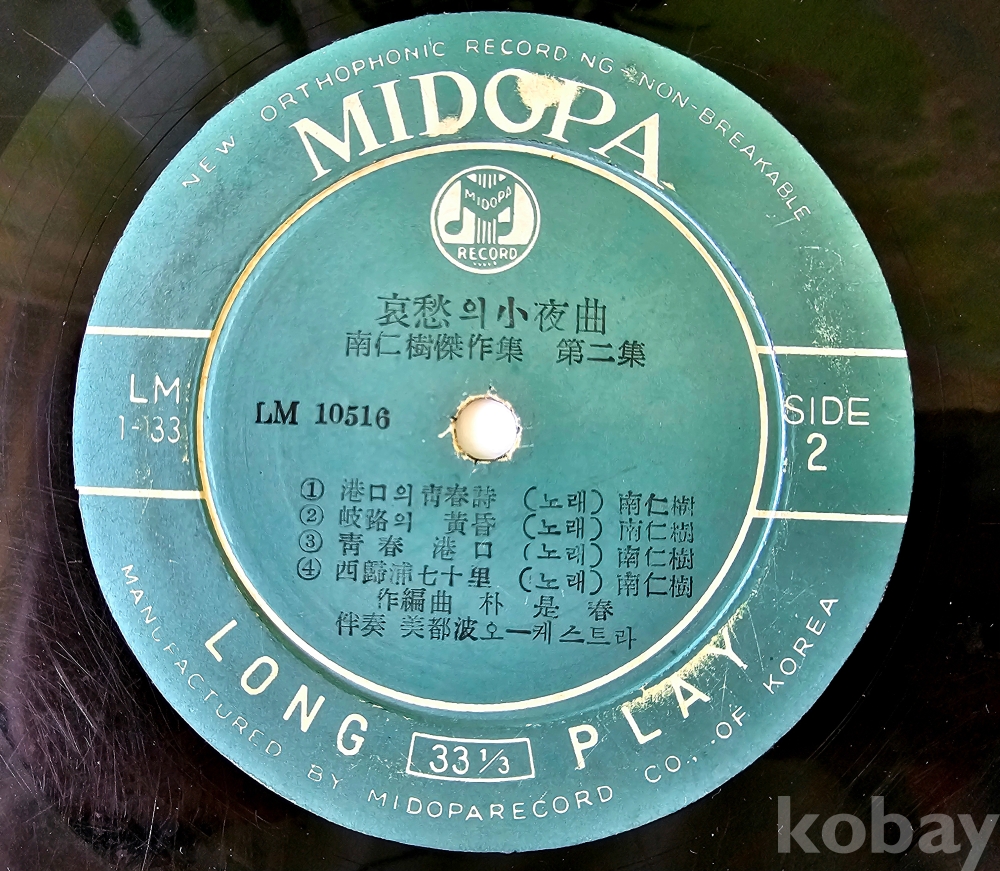 NEW ORTHOPHONIC RECORD NG NON-BREAKABLE
MIDOPA
MIDOPA
RECORD
哀愁의小夜曲
南仁樹傑作集 第二集
LM
1-133
LM 10516
SIDE
2
① 港口의靑春詩 (노래) 南仁樹
② 岐路의 黃昏 (노래) 南仁樹
③ 靑春 港口 (노래) 南仁樹
④ 西歸浦七十里 (노래) 南仁樹
作編曲 朴是春
伴奏 美都波오ー케스트라
LONG 33 1/3 PLAY
MANUFACTURED BY MIDOPARECORD CO., OF KOREA
kobay